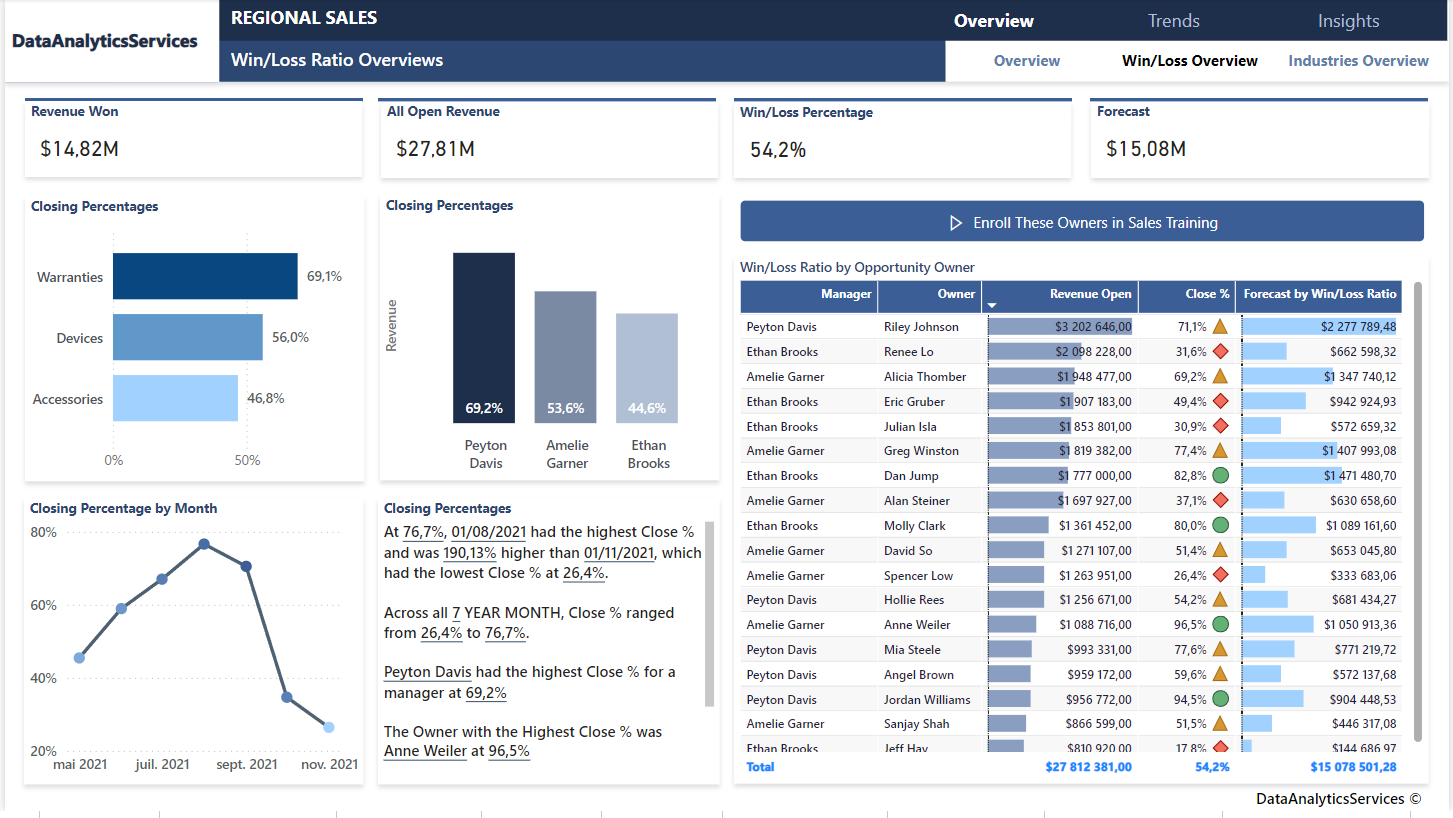 DataAnalyticsServices
REGIONAL SALES
Overview Trends Insights
Win/Loss Ratio Overviews
Overview Win/Loss Overview Industries Overview
Revenue Won
$14,82M
All Open Revenue
$27,81M
Win/Loss Percentage
54,2%
Forecast
$15,08M
Closing Percentages
Warranties 69,1%
Devices 56,0%
Accessories 46,8%
0% 50%
Closing Percentages
Revenue
69,2% 53,6% 44,6%
Peyton Davis
Amelie Garner
Ethan Brooks
Enroll These Owners in Sales Training
Win/Loss Ratio by Opportunity Owner
Manager Owner Revenue Open Close % Forecast by Win/Loss Ratio
Peyton Davis Riley Johnson $3 202 646,00 71,1% $2 277 789,48
Ethan Brooks Renee Lo $2 098 228,00 31,6% $662 598,32
Amelie Garner Alicia Thomber $1 948 477,00 69,2% $1 347 740,12
Ethan Brooks Eric Gruber $1 907 183,00 49,4% $942 924,93
Ethan Brooks Julian Isla $1 853 801,00 30,9% $572 659,32
Amelie Garner Greg Winston $1 819 382,00 77,4% $1 407 993,08
Ethan Brooks Dan Jump $1 777 000,00 82,8% $1 471 480,70
Amelie Garner Alan Steiner $1 697 927,00 37,1% $630 658,60
Ethan Brooks Molly Clark $1 361 452,00 80,0% $1 089 161,60
Amelie Garner David So $1 271 107,00 51,4% $653 045,80
Amelie Garner Spencer Low $1 263 951,00 26,4% $333 683,06
Peyton Davis Hollie Rees $1 256 671,00 54,2% $681 434,27
Amelie Garner Anne Weiler $1 088 716,00 96,5% $1 050 913,36
Peyton Davis Mia Steele $993 331,00 77,6% $771 219,72
Peyton Davis Angel Brown $959 172,00 59,6% $572 137,68
Peyton Davis Jordan Williams $956 772,00 94,5% $904 448,53
Amelie Garner Sanjay Shah $866 599,00 51,5% $446 317,08
Ethan Brooks Jeff Hay $810 920,00 17,8% $144 686,97
Total $27 812 381,00 54,2% $15 078 501,28
Closing Percentage by Month
80%
60%
40%
20%
mai 2021 juil. 2021 sept. 2021 nov. 2021
Closing Percentages
At 76,7%, 01/08/2021 had the highest Close %
and was 190,13% higher than 01/11/2021, which
had the lowest Close % at 26,4%.
Across all 7 YEAR MONTH, Close % ranged
from 26,4% to 76,7%.
Peyton Davis had the highest Close % for a
manager at 69,2%
The Owner with the Highest Close % was
Anne Weiler at 96,5%
DataAnalyticsServices ©